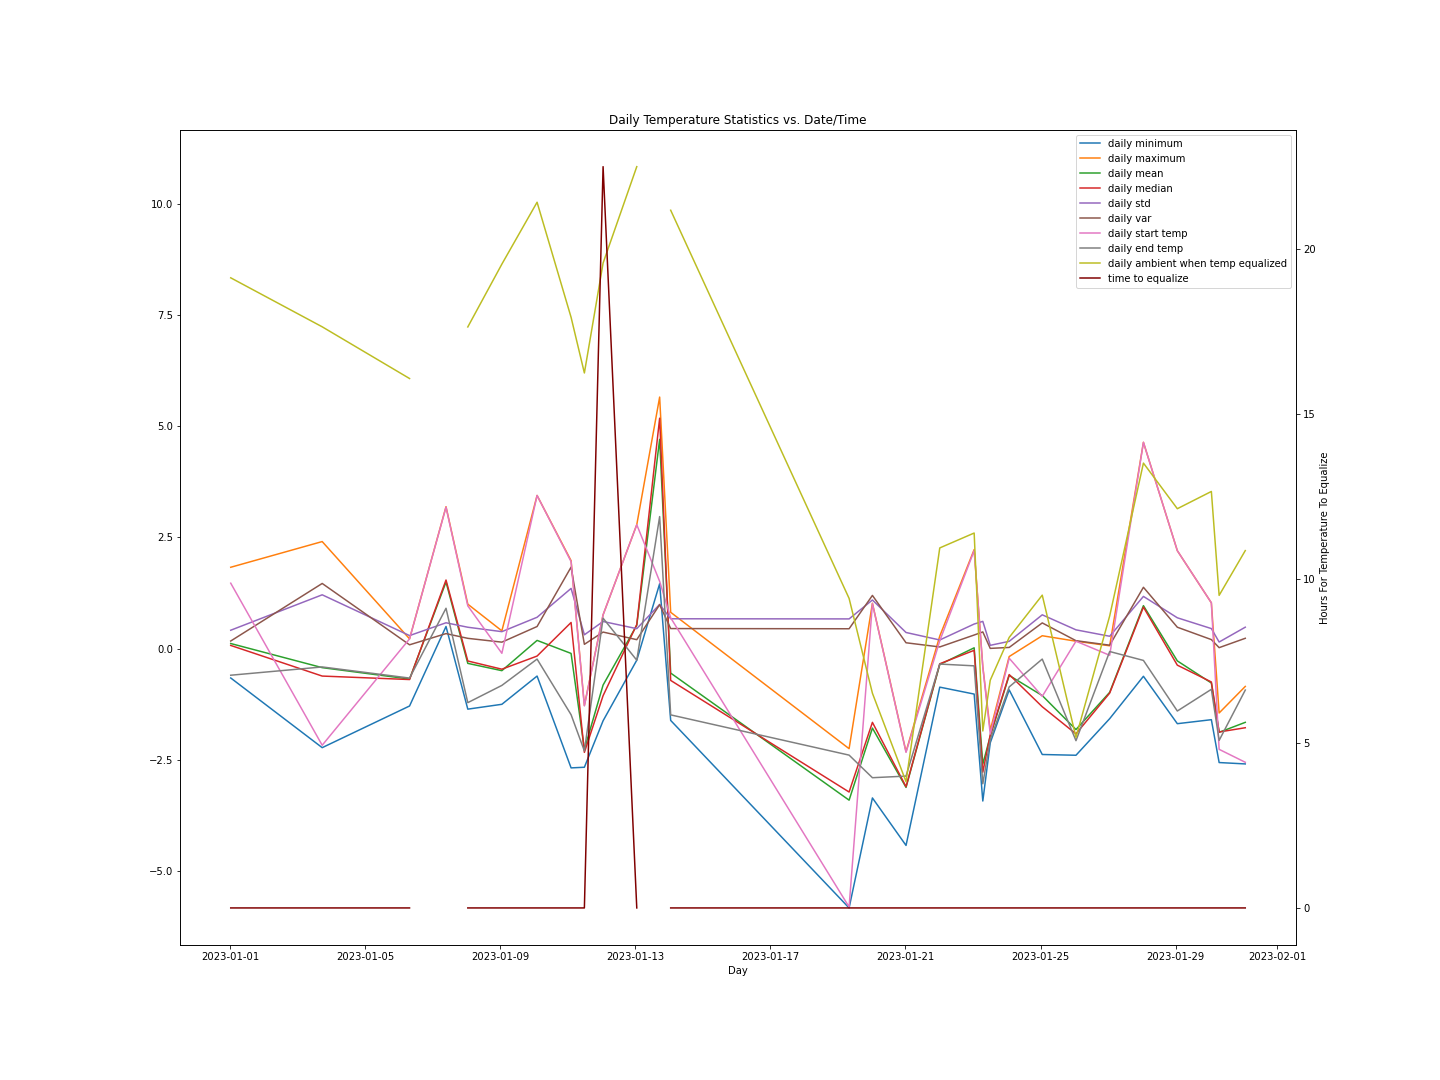 Daily Temperature Statistics vs. Date/Time
daily minimum
daily maximum
daily mean
daily median
daily std
daily var
daily start temp
daily end temp
daily ambient when temp equalized
time to equalize
10.0
7.5
5.0
2.5
0.0
−2.5
−5.0
20
15
10
5
0
Hours For Temperature To Equalize
2023-01-01 2023-01-05 2023-01-09 2023-01-13 2023-01-17 2023-01-21 2023-01-25 2023-01-29 2023-02-01
Day